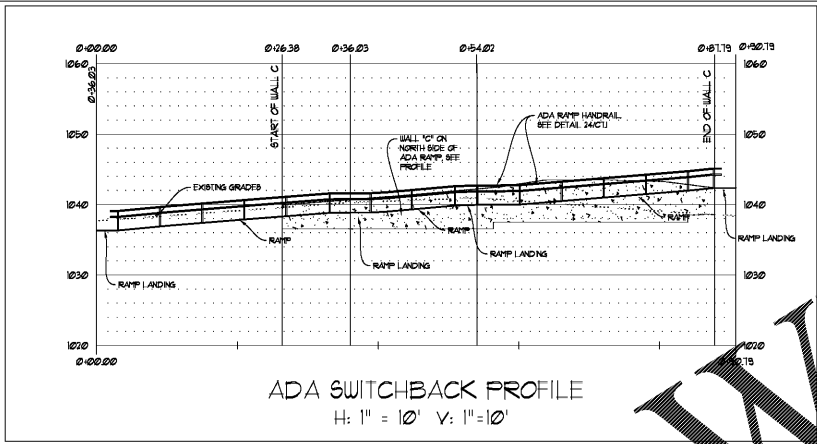 0+00.00 0+26.38 0+36.03 0+54.02 0+87.79 0+90.79
1060 1060
0-36.03
START OF WALL C
END OF WALL C
1050 1050
ADA RAMP HANDRAIL
SEE DETAIL 24/C7.1
WALL "C" ON
NORTH SIDE OF
ADA RAMP, SEE
PROFILE
EXISTING GRADES
1040 1040
RAMP
RAMP
RAMP
RAMP LANDING
RAMP LANDING
RAMP LANDING
1030 1030
RAMP LANDING
1020 1020
0+00.00
ADA SWITCHBACK PROFILE
H: 1" = 10' V: 1"=10'
W